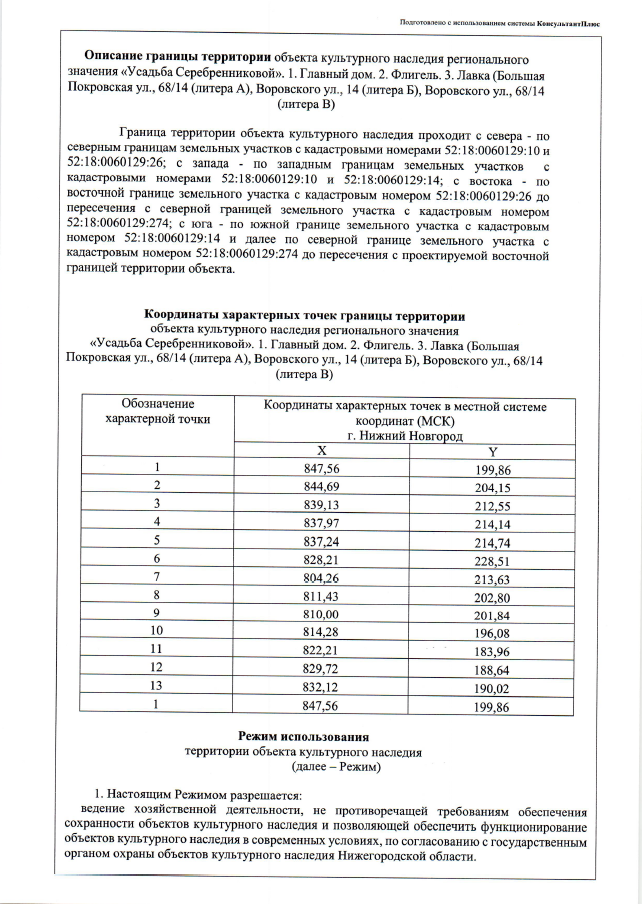 Подготовлено с использованием системы КонсультантПлюс
Описание границы территории объекта культурного наследия регионального
значения «Усадьба Серебренниковой». 1. Главный дом. 2. Флигель. 3. Лавка (Большая
Покровская ул., 68/14 (литера А), Воровского ул., 14 (литера Б), Воровского ул., 68/14
(литера В)
Граница территории объекта культурного наследия проходит с севера - по
северным границам земельных участков с кадастровыми номерами 52:18:0060129:10 и
52:18:0060129:26; с запада - по западным границам земельных участков с
кадастровыми номерами 52:18:0060129:10 и 52:18:0060129:14; с востока - по
восточной границе земельного участка с кадастровым номером 52:18:0060129:26 до
пересечения с северной границей земельного участка с кадастровым номером
52:18:0060129:274; с юга - по южной границе земельного участка с кадастровым
номером 52:18:0060129:14 и далее по северной границе земельного участка с
кадастровым номером 52:18:0060129:274 до пересечения с проектируемой восточной
границей территории объекта.
Координаты характерных точек границы территории
объекта культурного наследия регионального значения
«Усадьба Серебренниковой». 1. Главный дом. 2. Флигель. 3. Лавка (Большая
Покровская ул., 68/14 (литера А), Воровского ул., 14 (литера Б), Воровского ул., 68/14
(литера В)
Обозначение характерной точки
Координаты характерных точек в местной системе
координат (МСК)
г. Нижний Новгород
X Y
1 847,56 199,86
2 844,69 204,15
3 839,13 212,55
4 837,97 214,14
5 837,24 214,74
6 828,21 228,51
7 804,26 213,63
8 811,43 202,80
9 810,00 201,84
10 814,28 196,08
11 822,21 183,96
12 829,72 188,64
13 832,12 190,02
1 847,56 199,86
Режим использования
территории объекта культурного наследия
(далее – Режим)
1. Настоящим Режимом разрешается:
ведение хозяйственной деятельности, не противоречащей требованиям обеспечения
сохранности объектов культурного наследия и позволяющей обеспечить функционирование
объектов культурного наследия в современных условиях, по согласованию с государственным
органом охраны объектов культурного наследия Нижегородской области.